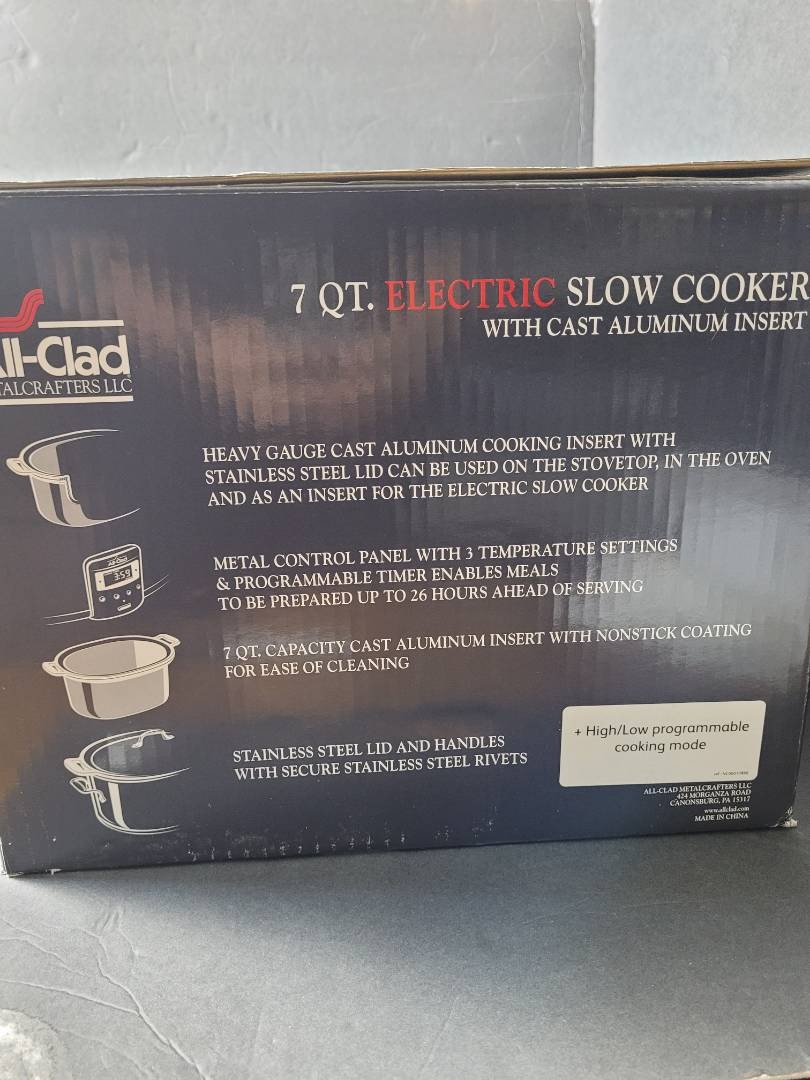 7 QT. ELECTRIC SLOW COOKER
WITH CAST ALUMINUM INSERT
All-Clad
METALCRAFTERS LLC
HEAVY GAUGE CAST ALUMINUM COOKING INSERT WITH
STAINLESS STEEL LID CAN BE USED ON THE STOVETOP, IN THE OVEN
AND AS AN INSERT FOR THE ELECTRIC SLOW COOKER
3:59
METAL CONTROL PANEL WITH 3 TEMPERATURE SETTINGS
& PROGRAMMABLE TIMER ENABLES MEALS
TO BE PREPARED UP TO 26 HOURS AHEAD OF SERVING
7 QT. CAPACITY CAST ALUMINUM INSERT WITH NONSTICK COATING
FOR EASE OF CLEANING
STAINLESS STEEL LID AND HANDLES
WITH SECURE STAINLESS STEEL RIVETS
+ High/Low programmable
cooking mode
ALL-CLAD METALCRAFTERS LLC
424 MORGANZA ROAD
CANONSBURG, PA 15317
www.allclad.com
MADE IN CHINA